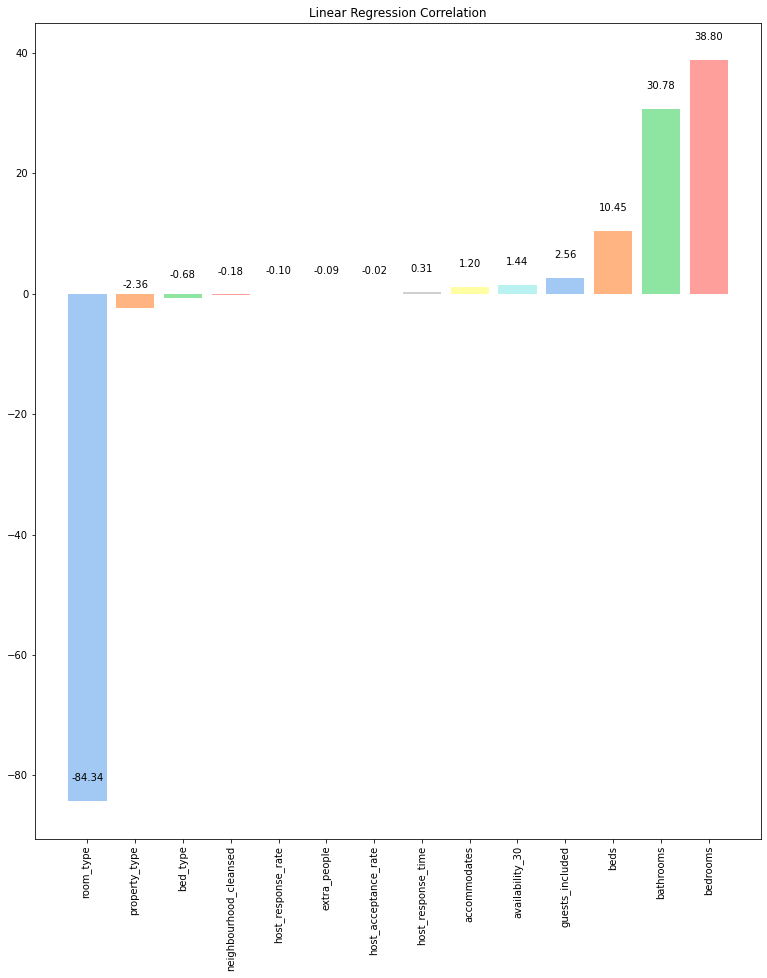 Linear Regression Correlation
40
20
0
−20
−40
−60
−80
-84.34
-2.36
-0.68
-0.18
-0.10
-0.09
-0.02
0.31
1.20
1.44
2.56
10.45
30.78
38.80
room_type
property_type
bed_type
neighbourhood_cleansed
host_response_rate
extra_people
host_acceptance_rate
host_response_time
accommodates
availability_30
guests_included
beds
bathrooms
bedrooms